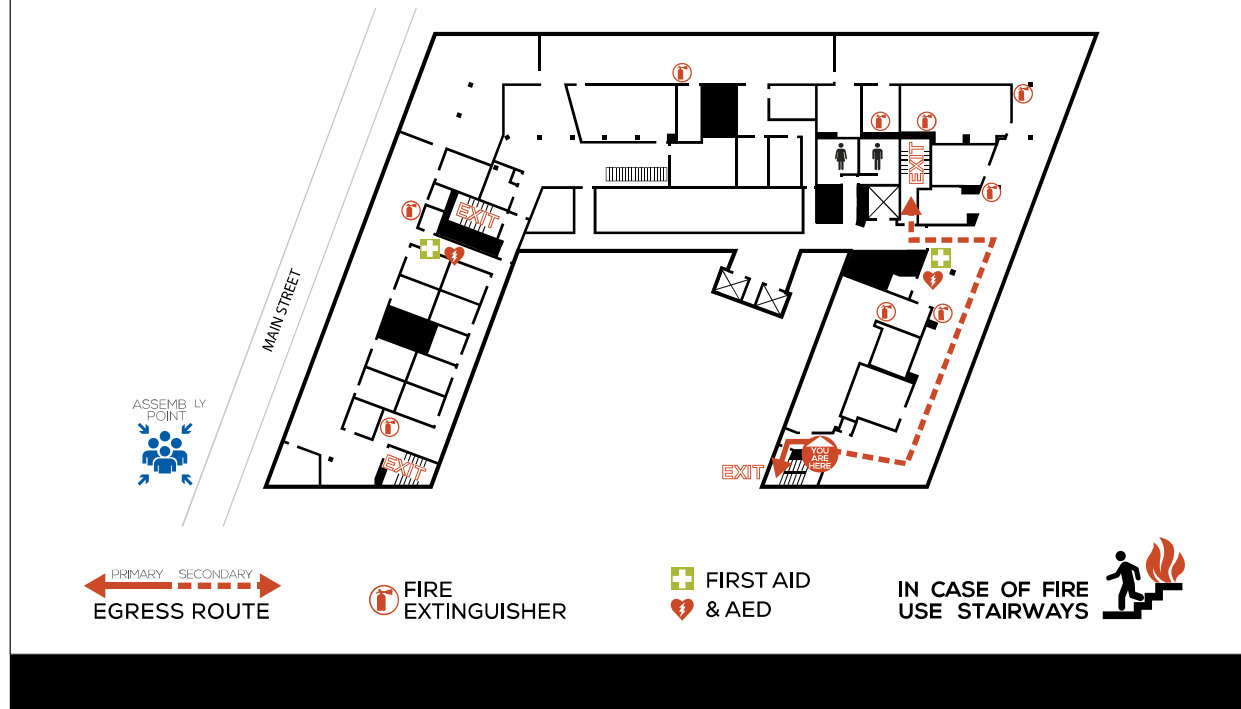 EXIT
EXIT
MAIN STREET
ASSEMB LY
POINT
EXIT
EXIT
YOU
ARE
HERE
PRIMARY SECONDARY
EGRESS ROUTE
FIRE
EXTINGUISHER
FIRST AID
& AED
IN CASE OF FIRE
USE STAIRWAYS